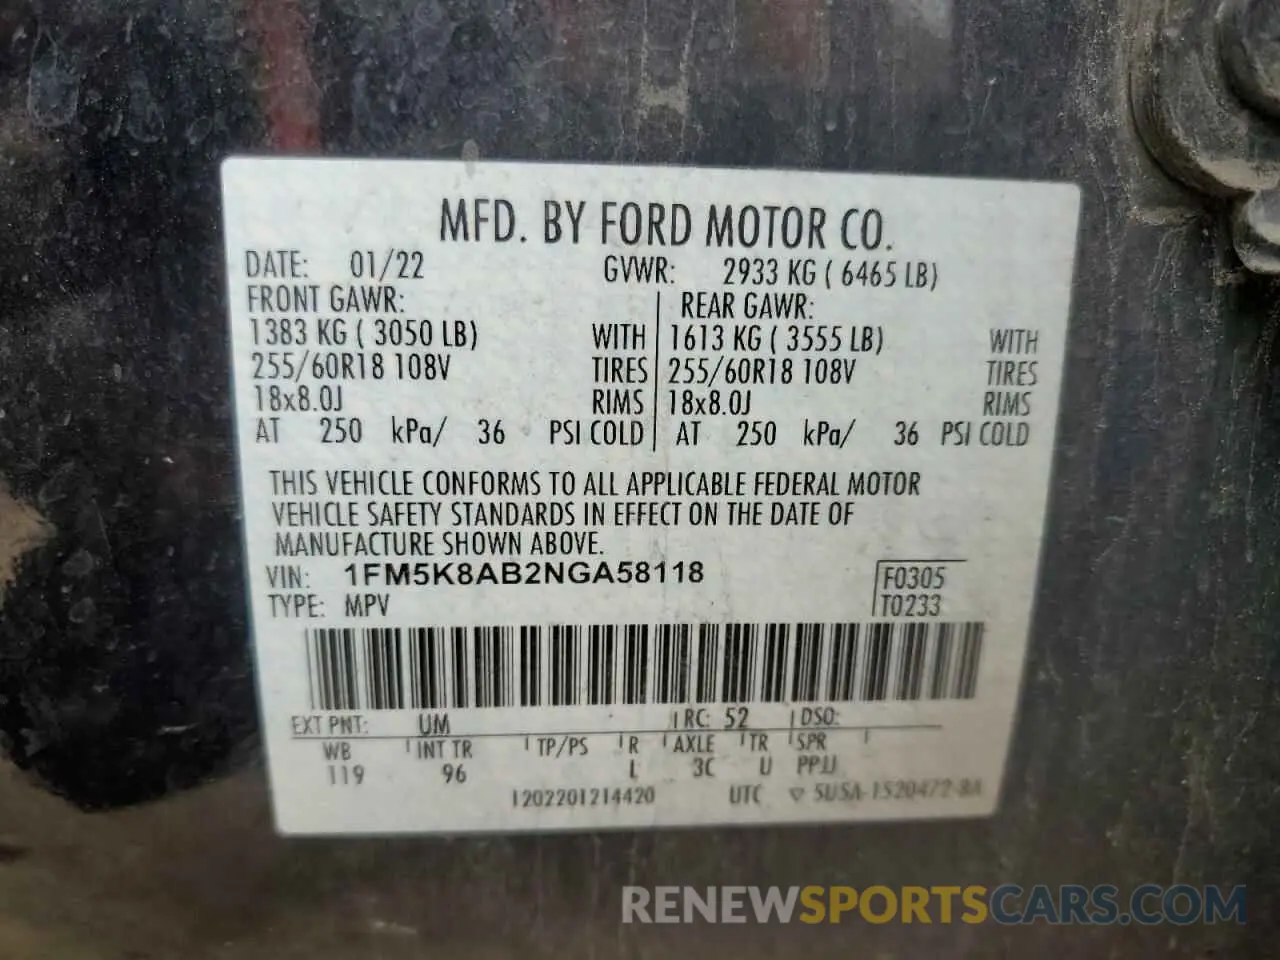 MFD. BY FORD MOTOR CO.
DATE: 01/22 GVWR: 2933 KG ( 6465 LB)
FRONT GAWR: REAR GAWR:
1383 KG ( 3050 LB) WITH 1613 KG ( 3555 LB) WITH
255/60R18 108V TIRES 255/60R18 108V TIRES
18x8.0J RIMS 18x8.0J RIMS
AT 250 kPa/ 36 PSI COLD AT 250 kPa/ 36 PSI COLD
THIS VEHICLE CONFORMS TO ALL APPLICABLE FEDERAL MOTOR
VEHICLE SAFETY STANDARDS IN EFFECT ON THE DATE OF
MANUFACTURE SHOWN ABOVE.
VIN: 1FM5K8AB2NGA58118 F0305
TYPE: MPV T0233
EXT PNT: UM RC: 52 DSO:
WB INT TR TP/PS R AXLE TR SPR
119 96 L 3C U PPJJ
1202201214420 UTC ▽ 5USA-1520472-BA
RENEWSPORTSCARS.COM